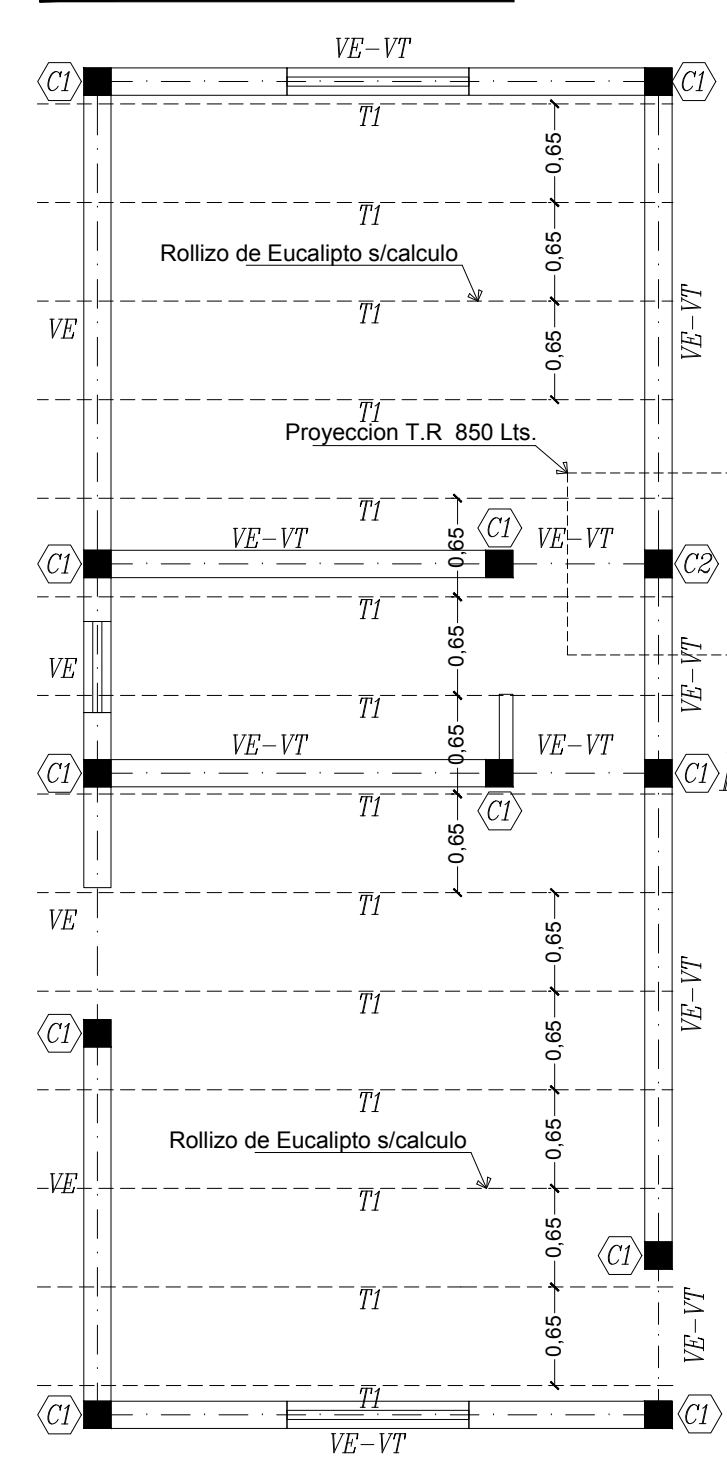 VE-VT
C1
C1
T1
0,65
T1
Rollizo de Eucalipto s/calculo
0,65
T1
VE
VE-VT
0,65
T1
Proyeccion T.R 850 Lts.
T1
C1
VE-VT
VE-VT
0,65
C1
C2
T1
0,65
VE
VE-VT
T1
VE-VT
0,65
VE-VT
C1
C1
C1
T1
0,65
T1
VE
0,65
VE-VT
T1
C1
0,65
T1
0,65
Rollizo de Eucalipto s/calculo
VE
T1
0,65
C1
T1
VE-VT
0,65
T1
C1
C1
VE-VT